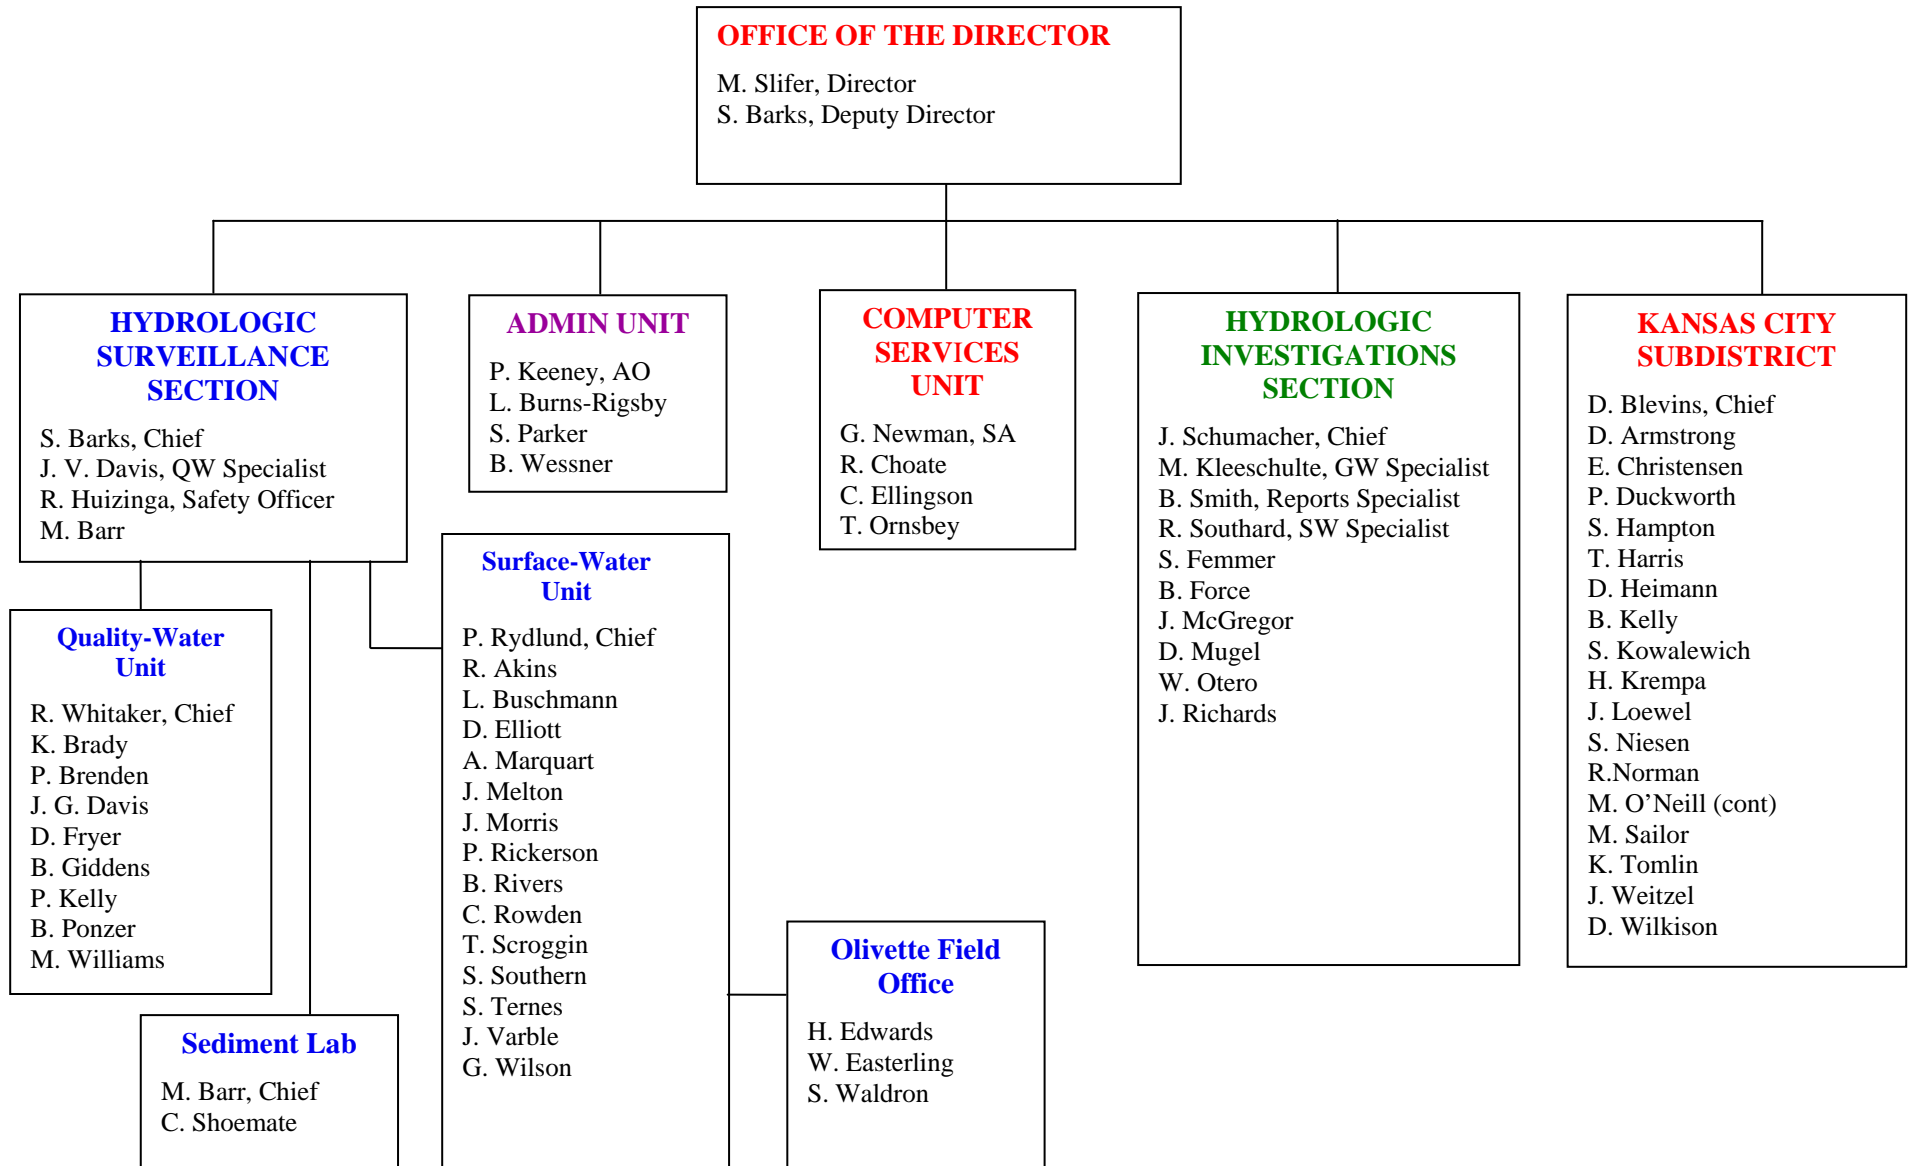 OFFICE OF THE DIRECTOR
M. Slifer, Director
S. Barks, Deputy Director
HYDROLOGIC
SURVEILLANCE
SECTION
S. Barks, Chief
J. V. Davis, QW Specialist
R. Huizinga, Safety Officer
M. Barr
ADMIN UNIT
P. Keeney, AO
L. Burns-Rigsby
S. Parker
B. Wessner
COMPUTER
SERVICES
UNIT
G. Newman, SA
R. Choate
C. Ellingson
T. Ornsbey
HYDROLOGIC
INVESTIGATIONS
SECTION
J. Schumacher, Chief
M. Kleeschulte, GW Specialist
B. Smith, Reports Specialist
R. Southard, SW Specialist
S. Femmer
B. Force
J. McGregor
D. Mugel
W. Otero
J. Richards
KANSAS CITY
SUBDISTRICT
D. Blevins, Chief
D. Armstrong
E. Christensen
P. Duckworth
S. Hampton
T. Harris
D. Heimann
B. Kelly
S. Kowalewich
H. Krempa
J. Loewel
S. Niesen
R.Norman
M. O’Neill (cont)
M. Sailor
K. Tomlin
J. Weitzel
D. Wilkison
Quality-Water
Unit
R. Whitaker, Chief
K. Brady
P. Brenden
J. G. Davis
D. Fryer
B. Giddens
P. Kelly
B. Ponzer
M. Williams
Surface-Water
Unit
P. Rydlund, Chief
R. Akins
L. Buschmann
D. Elliott
A. Marquart
J. Melton
J. Morris
P. Rickerson
B. Rivers
C. Rowden
T. Scroggin
S. Southern
S. Ternes
J. Varble
G. Wilson
Olivette Field
Office
H. Edwards
W. Easterling
S. Waldron
Sediment Lab
M. Barr, Chief
C. Shoemate